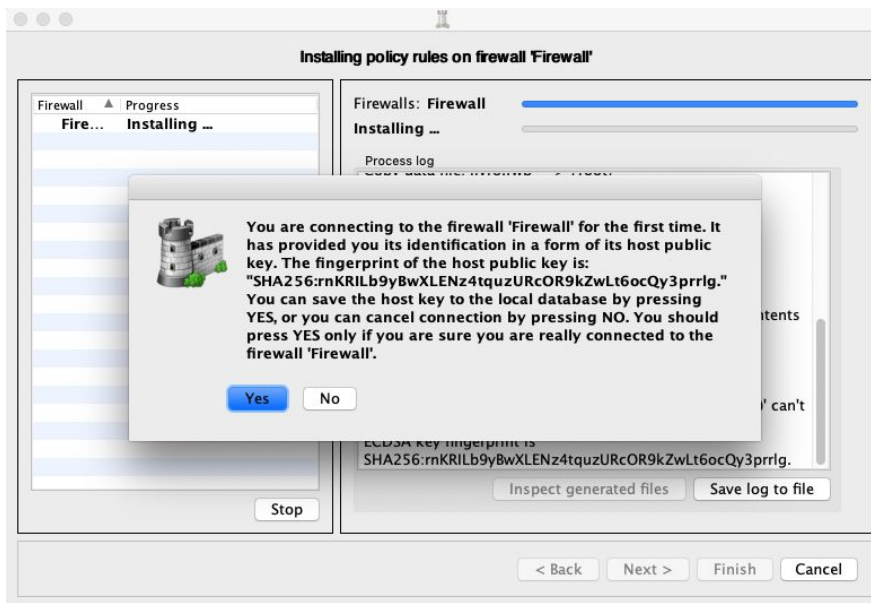 Installing policy rules on firewall 'Firewall'
Firewall Progress
Fire... Installing ...
Firewalls: Firewall
Installing ...
Process log
You are connecting to the firewall 'Firewall' for the first time. It
has provided you its identification in a form of its host public
key. The fingerprint of the host public key is:
"SHA256:rnKRILb9yBwXLENz4tquzURcOR9kZwLt6ocQy3prrlg."
You can save the host key to the local database by pressing
YES, or you can cancel connection by pressing NO. You should
press YES only if you are sure you are really connected to the
firewall 'Firewall'.
Yes No
ntents
' can't
ECDSA key fingerprint is
SHA256:rnKRILb9yBwXLENz4tquzURcOR9kZwLt6ocQy3prrlg.
Inspect generated files Save log to file
Stop
< Back Next > Finish Cancel